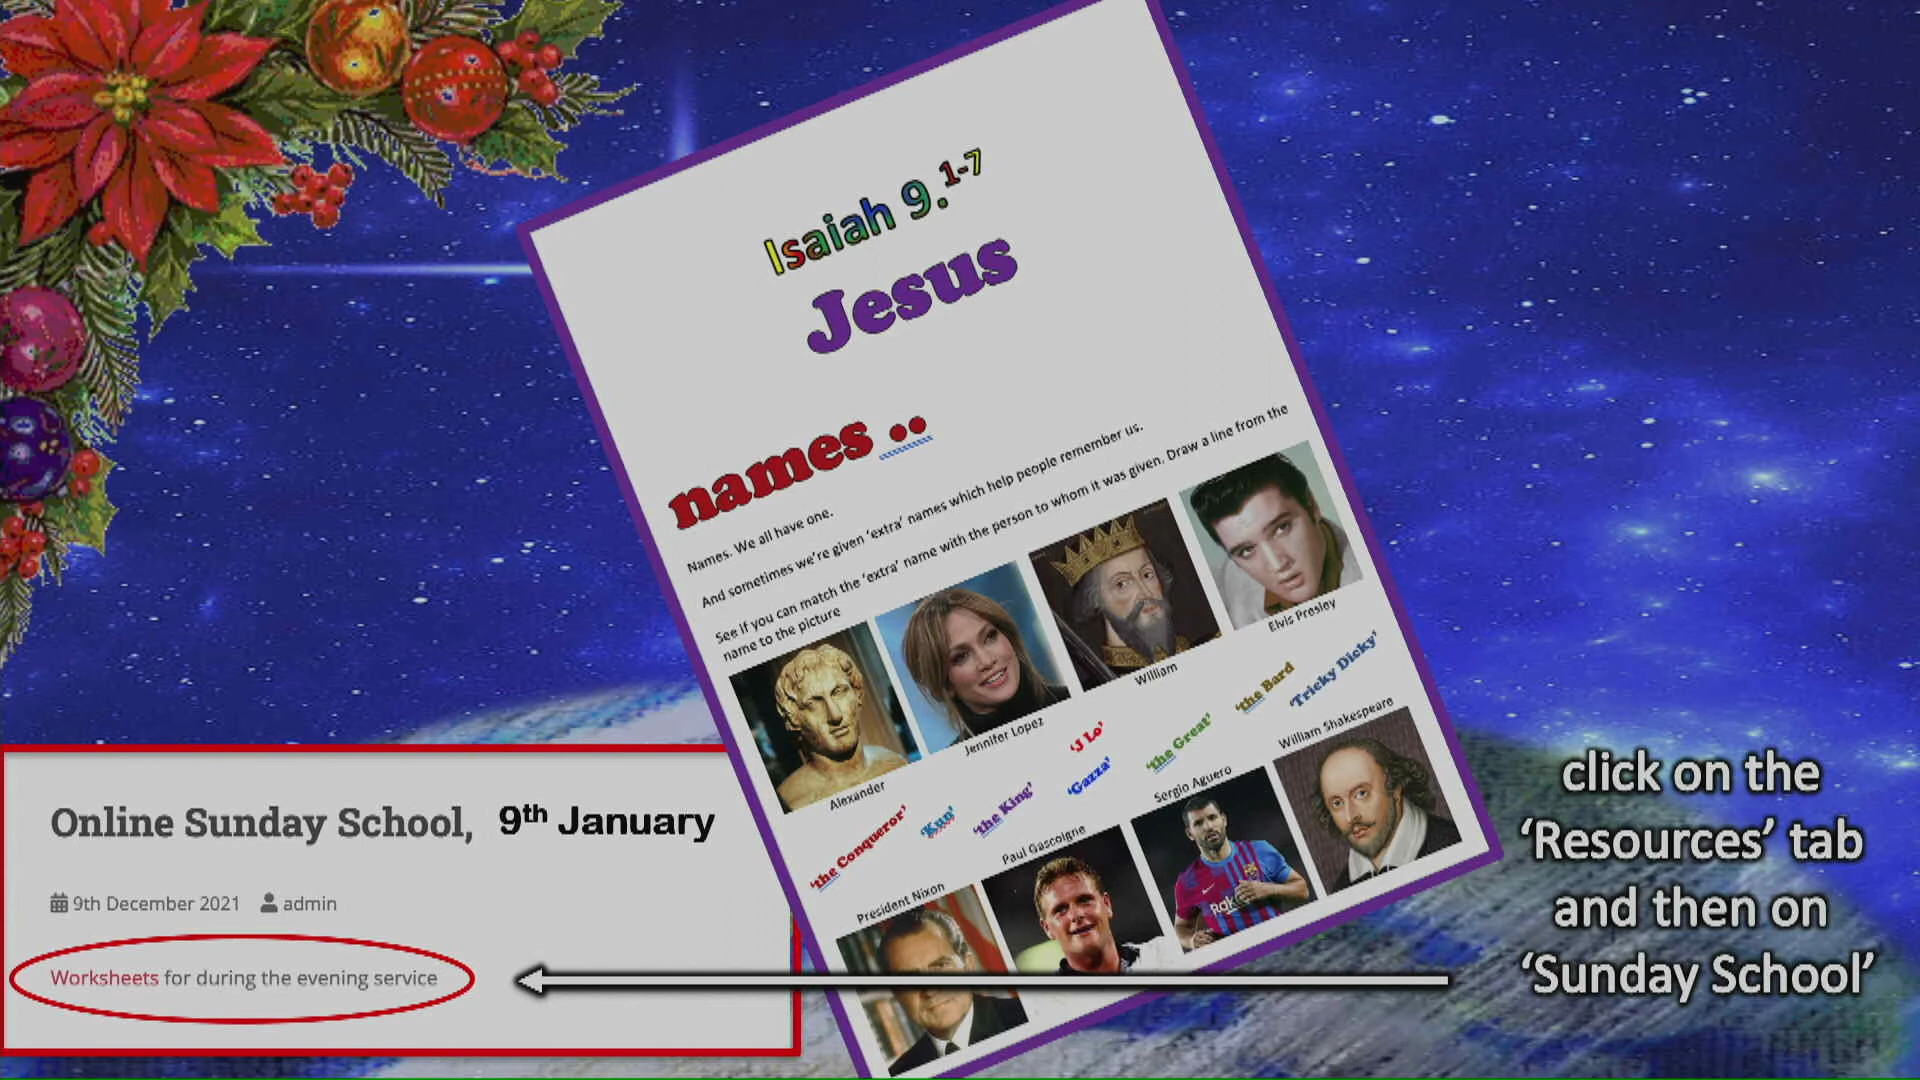 Isaiah 9.1-7
Jesus
names ..
Names. We all have one.
And sometimes we're given 'extra' names which help people remember us.
See if you can match the 'extra' name with the person to whom it was given. Draw a line from the
name to the picture
Alexander
Jennifer Lopez
William
Elvis Presley
'the Conqueror'
'Kun'
'the King'
'J Lo'
'Gazza'
'the Great'
'the Bard
'Tricky Dicky'
President Nixon
Paul Gascoigne
Sergio Aguero
William Shakespeare
Rak
Online Sunday School, 9th January
9th December 2021 admin
Worksheets for during the evening service
click on the
'Resources' tab
and then on
'Sunday School'